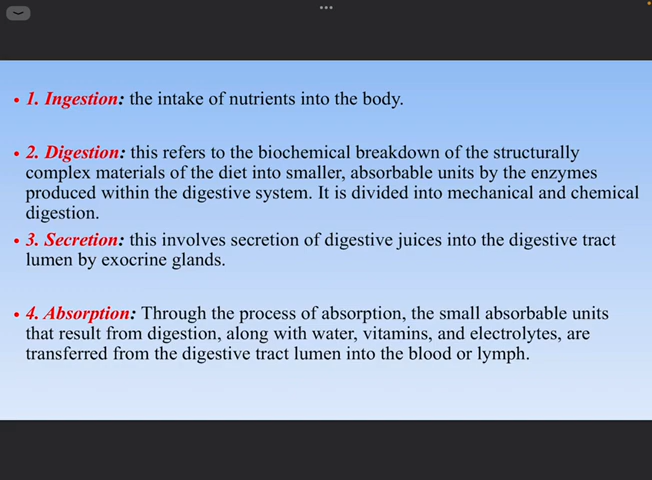 • 1. Ingestion: the intake of nutrients into the body.
• 2. Digestion: this refers to the biochemical breakdown of the structurally
complex materials of the diet into smaller, absorbable units by the enzymes
produced within the digestive system. It is divided into mechanical and chemical
digestion.
• 3. Secretion: this involves secretion of digestive juices into the digestive tract
lumen by exocrine glands.
• 4. Absorption: Through the process of absorption, the small absorbable units
that result from digestion, along with water, vitamins, and electrolytes, are
transferred from the digestive tract lumen into the blood or lymph.